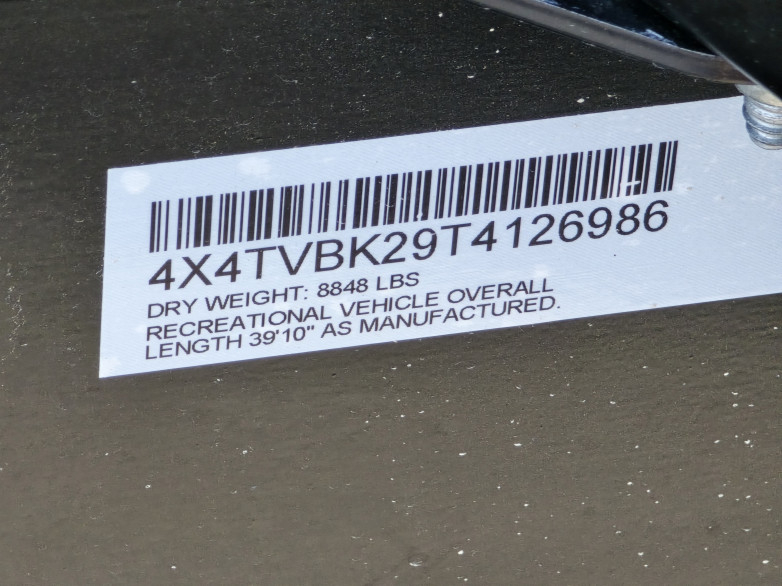 4X4TVBK29T4126986
DRY WEIGHT: 8848 LBS
RECREATIONAL VEHICLE OVERALL
LENGTH 39'10" AS MANUFACTURED.